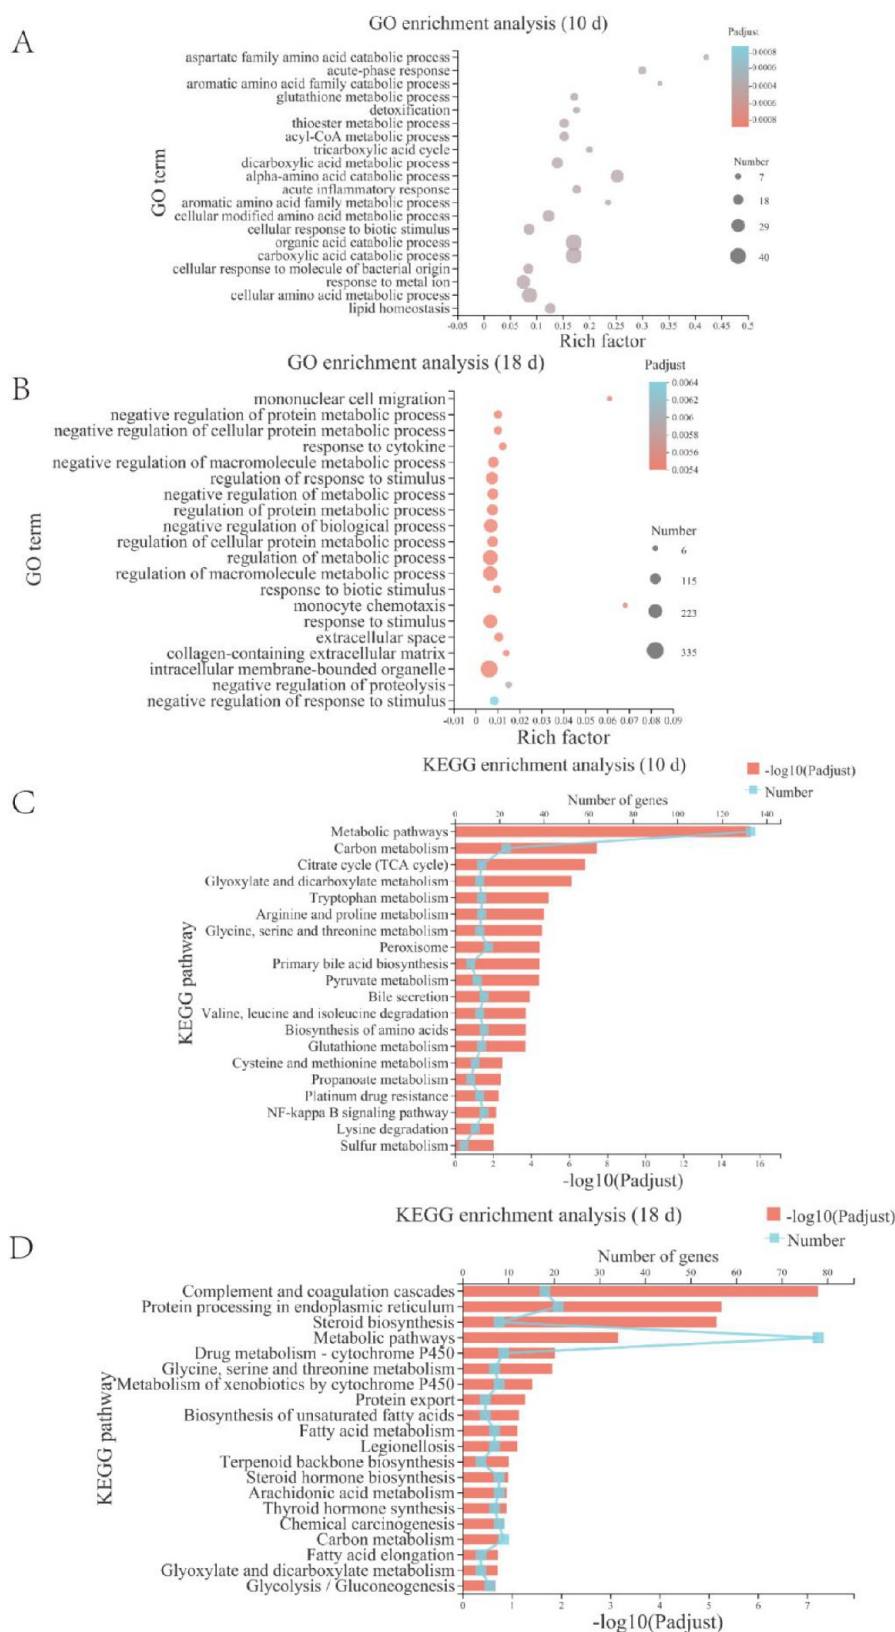 A
GO enrichment analysis (10 d)
Padjust
-0.0008
-0.0006
0.0004
0.0006
0.0008
Number
7
18
29
40
GO term
aspartate family amino acid catabolic process
acute-phase response
aromatic amino acid family catabolic process
glutathione metabolic process
detoxification
thioester metabolic process
acyl-CoA metabolic process
tricarboxylic acid cycle
dicarboxylic acid metabolic process
alpha-amino acid catabolic process
acute inflammatory response
aromatic amino acid family metabolic process
cellular modified amino acid metabolic process
cellular response to biotic stimulus
organic acid catabolic process
carboxylic acid catabolic process
cellular response to molecule of bacterial origin
response to metal ion
cellular amino acid metabolic process
lipid homeostasis
-0.05 0 0.05 0.1 0.15 0.2 0.25 0.3 0.35 0.4 0.45 0.5
Rich factor
B
GO enrichment analysis (18 d)
Padjust
0.0064
0.0062
0.006
0.0058
0.0056
0.0054
Number
6
115
223
335
GO term
mononuclear cell migration
negative regulation of protein metabolic process
negative regulation of cellular protein metabolic process
response to cytokine
negative regulation of macromolecule metabolic process
regulation of response to stimulus
negative regulation of metabolic process
regulation of protein metabolic process
negative regulation of biological process
regulation of cellular protein metabolic process
regulation of metabolic process
regulation of macromolecule metabolic process
response to biotic stimulus
monocyte chemotaxis
response to stimulus
extracellular space
collagen-containing extracellular matrix
intracellular membrane-bounded organelle
negative regulation of proteolysis
negative regulation of response to stimulus
-0.01 0 0.01 0.02 0.03 0.04 0.05 0.06 0.07 0.08 0.09
Rich factor
C
KEGG enrichment analysis (10 d)
-log10(Padjust)
Number
Number of genes
0 20 40 60 80 100 120 140
KEGG pathway
Metabolic pathways
Carbon metabolism
Citrate cycle (TCA cycle)
Glyoxylate and dicarboxylate metabolism
Tryptophan metabolism
Arginine and proline metabolism
Glycine, serine and threonine metabolism
Peroxisome
Primary bile acid biosynthesis
Pyruvate metabolism
Bile secretion
Valine, leucine and isoleucine degradation
Biosynthesis of amino acids
Glutathione metabolism
Cysteine and methionine metabolism
Propanoate metabolism
Platinum drug resistance
NF-kappa B signaling pathway
Lysine degradation
Sulfur metabolism
0 2 4 6 8 10 12 14 16
-log10(Padjust)
D
KEGG enrichment analysis (18 d)
-log10(Padjust)
Number
Number of genes
0 10 20 30 40 50 60 70 80
KEGG pathway
Complement and coagulation cascades
Protein processing in endoplasmic reticulum
Steroid biosynthesis
Metabolic pathways
Drug metabolism - cytochrome P450
Glycine, serine and threonine metabolism
Metabolism of xenobiotics by cytochrome P450
Protein export
Biosynthesis of unsaturated fatty acids
Fatty acid metabolism
Legionellosis
Terpenoid backbone biosynthesis
Steroid hormone biosynthesis
Arachidonic acid metabolism
Thyroid hormone synthesis
Chemical carcinogenesis
Carbon metabolism
Fatty acid elongation
Glyoxylate and dicarboxylate metabolism
Glycolysis / Gluconeogenesis
0 1 2 3 4 5 6 7
-log10(Padjust)